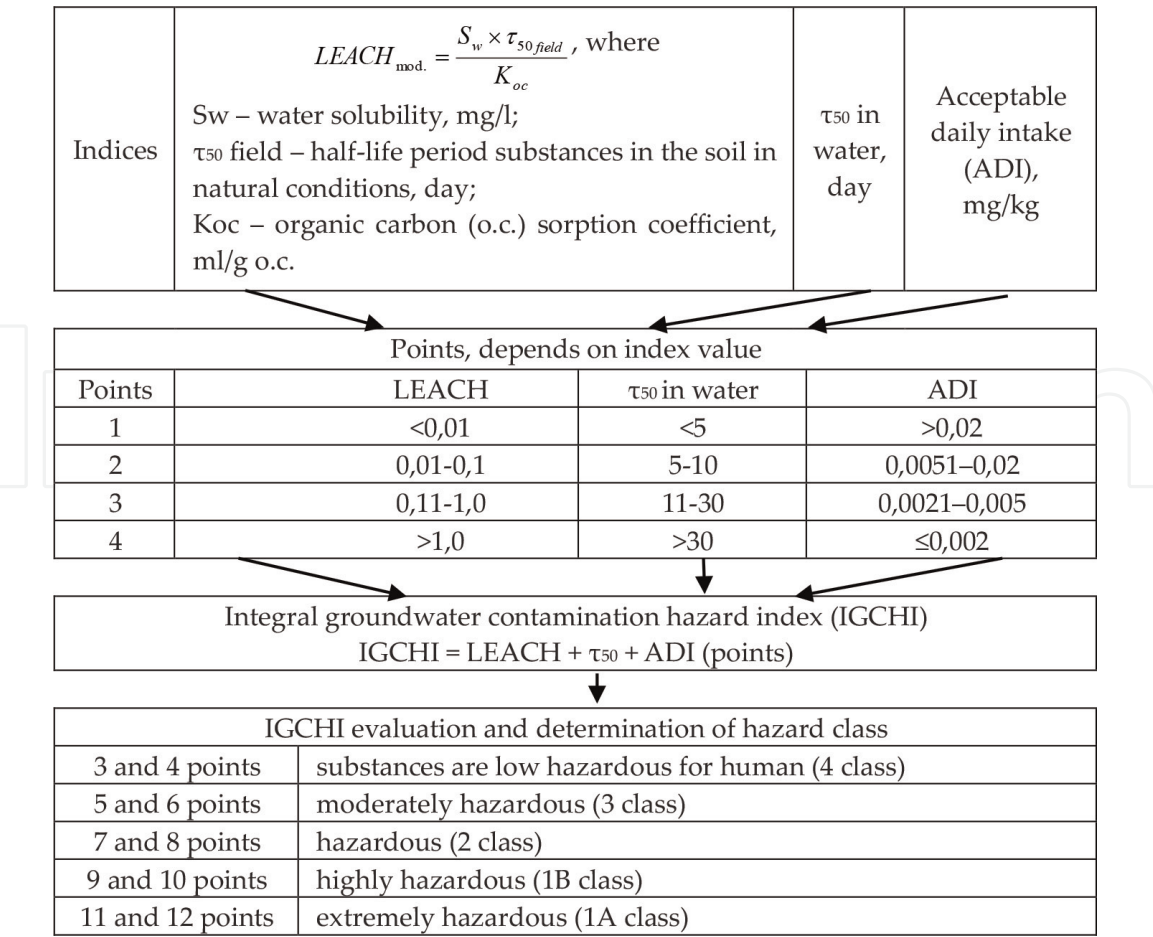 Indices
LEACH mod. = Sw × τ50 field / Koc , where
Sw – water solubility, mg/l;
τ50 field – half-life period substances in the soil in
natural conditions, day;
Koc – organic carbon (o.c.) sorption coefficient,
ml/g o.c.
τ50 in
water,
day
Acceptable
daily intake
(ADI),
mg/kg
Points, depends on index value
Points LEACH τ50 in water ADI
1 <0,01 <5 >0,02
2 0,01-0,1 5-10 0,0051–0,02
3 0,11-1,0 11-30 0,0021–0,005
4 >1,0 >30 ≤0,002
Integral groundwater contamination hazard index (IGCHI)
IGCHI = LEACH + τ50 + ADI (points)
IGCHI evaluation and determination of hazard class
3 and 4 points substances are low hazardous for human (4 class)
5 and 6 points moderately hazardous (3 class)
7 and 8 points hazardous (2 class)
9 and 10 points highly hazardous (1B class)
11 and 12 points extremely hazardous (1A class)